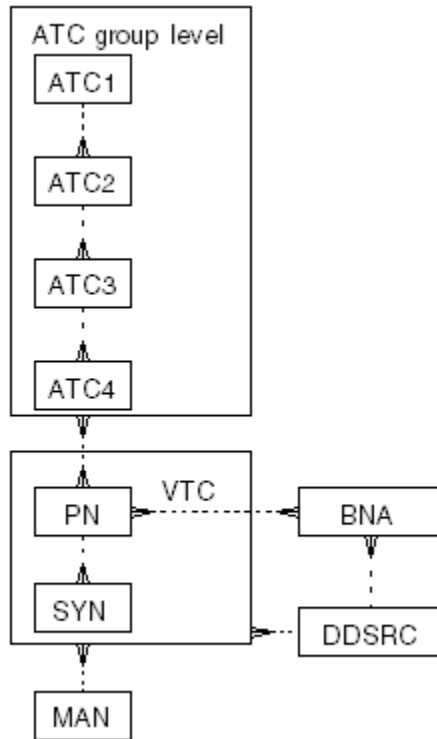 ATC group level
ATC1
ATC2
ATC3
ATC4
VTC
PN
BNA
SYN
DDSRC
MAN